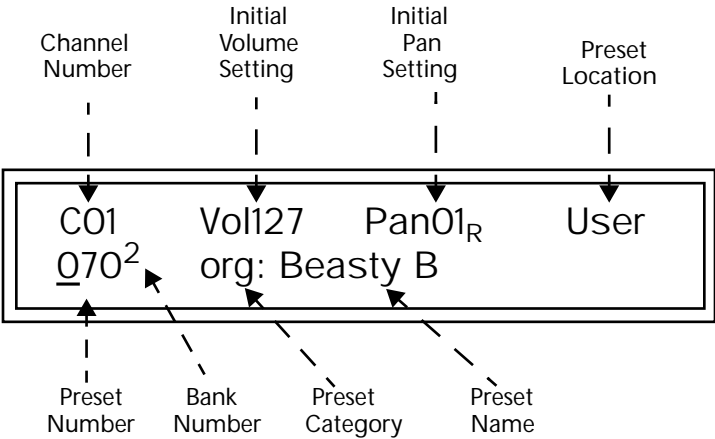 Channel
Number
Initial
Volume
Setting
Initial
Pan
Setting
Preset
Location
C01 Vol127 Pan01R User
070² org: Beasty B
Preset
Number
Bank
Number
Preset
Category
Preset
Name